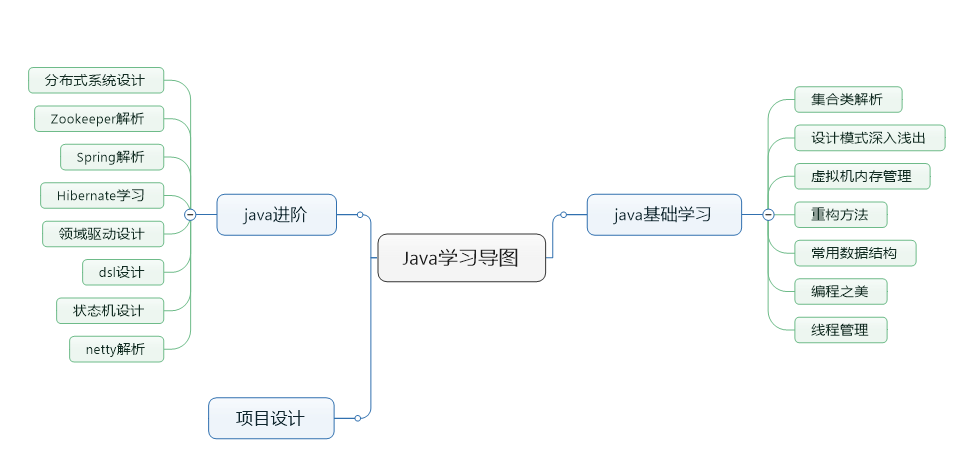 Java学习导图
java基础学习
集合类解析
设计模式深入浅出
虚拟机内存管理
重构方法
常用数据结构
编程之美
线程管理
java进阶
分布式系统设计
Zookeeper解析
Spring解析
Hibernate学习
领域驱动设计
dsl设计
状态机设计
netty解析
项目设计